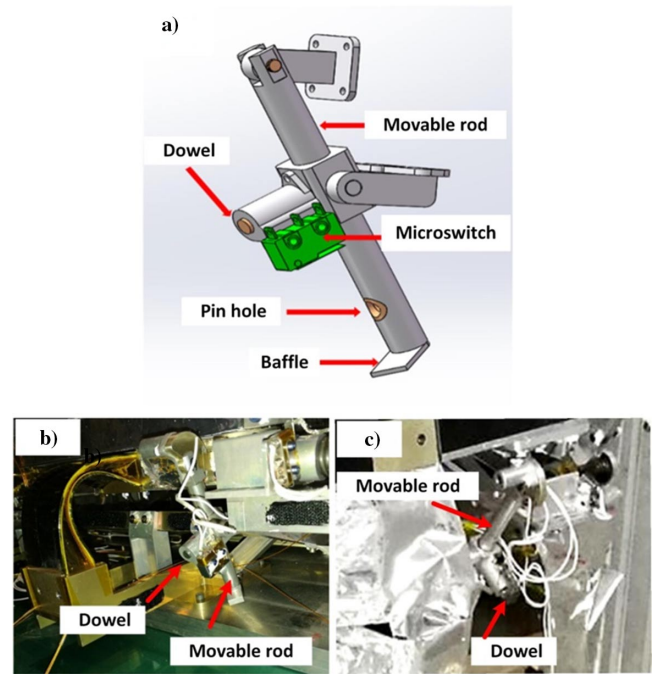 a)
Movable rod
Dowel
Microswitch
Pin hole
Baffle
b)
b)
Dowel
Movable rod
c)
Movable rod
Dowel